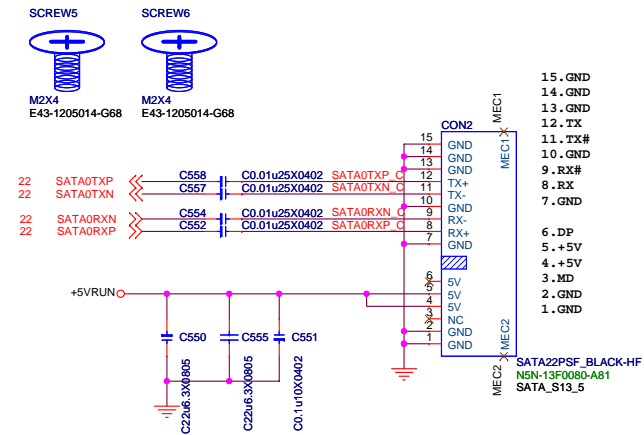 SCREW5
SCREW6
M2X4
E43-1205014-G68
M2X4
E43-1205014-G68
22 SATA0TXP
22 SATA0TXN
22 SATA0RXN
22 SATA0RXP
C558 C0.01u25X0402 SATA0TXP_C
C557 C0.01u25X0402 SATA0TXN_C
C554 C0.01u25X0402 SATA0RXN_C
C552 C0.01u25X0402 SATA0RXP_C
+5VRUN
C550
C22u6.3X0805
C555
C22u6.3X0805
C551
C0.1u10X0402
CON2
MEC1
MEC1
15 GND
14 GND
13 GND
12 TX+
11 TX-
10 GND
9 RX-
8 RX+
7 GND
6 5V
5 5V
4 5V
3 NC
2 GND
1 GND
MEC2
MEC2
SATA22PSF_BLACK-HF
N5N-13F0080-A81
SATA_S13_5
15.GND
14.GND
13.GND
12.TX
11.TX#
10.GND
9.RX#
8.RX
7.GND
6.DP
5.+5V
4.+5V
3.MD
2.GND
1.GND